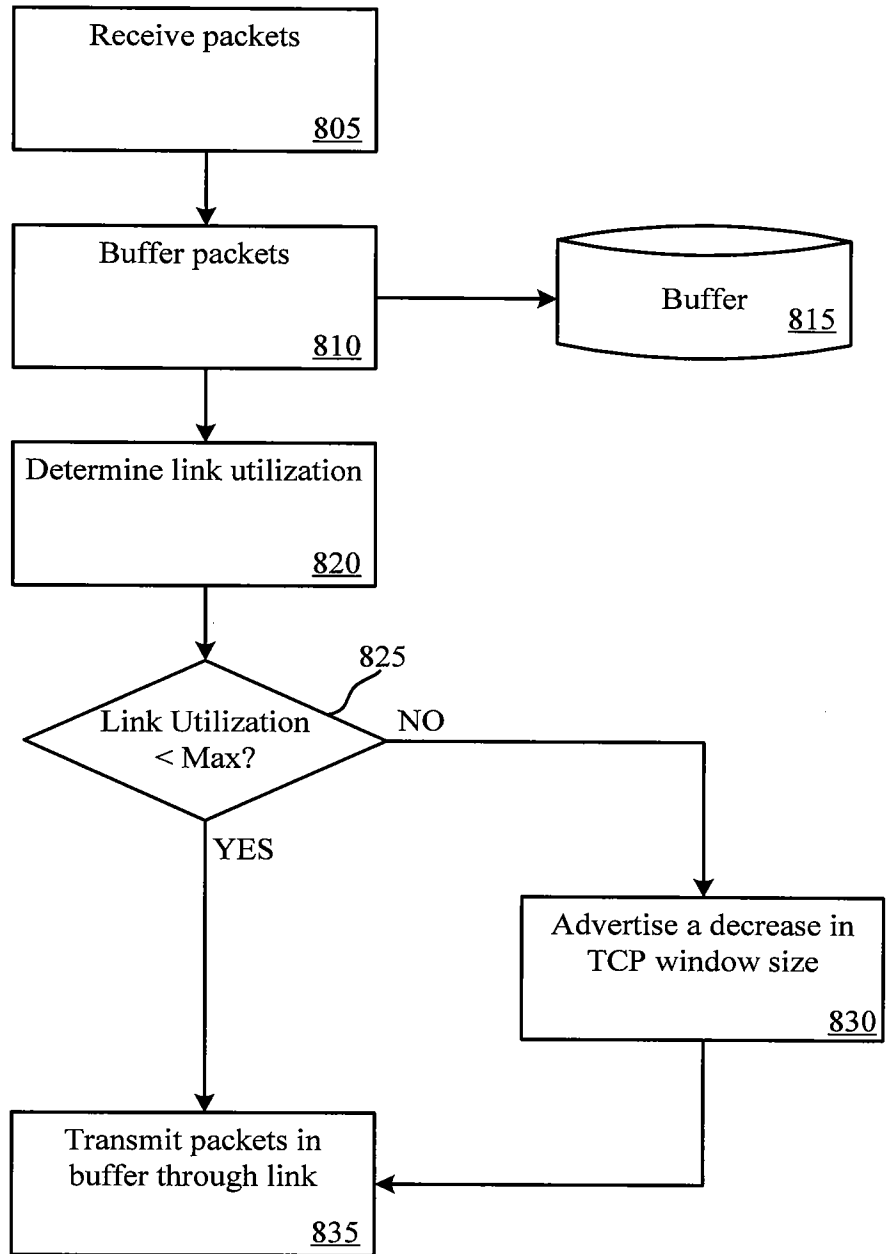 Receive packets
805
Buffer packets
810
Buffer
815
Determine link utilization
820
825
Link Utilization
< Max?
NO
YES
Advertise a decrease in
TCP window size
830
Transmit packets in
buffer through link
835